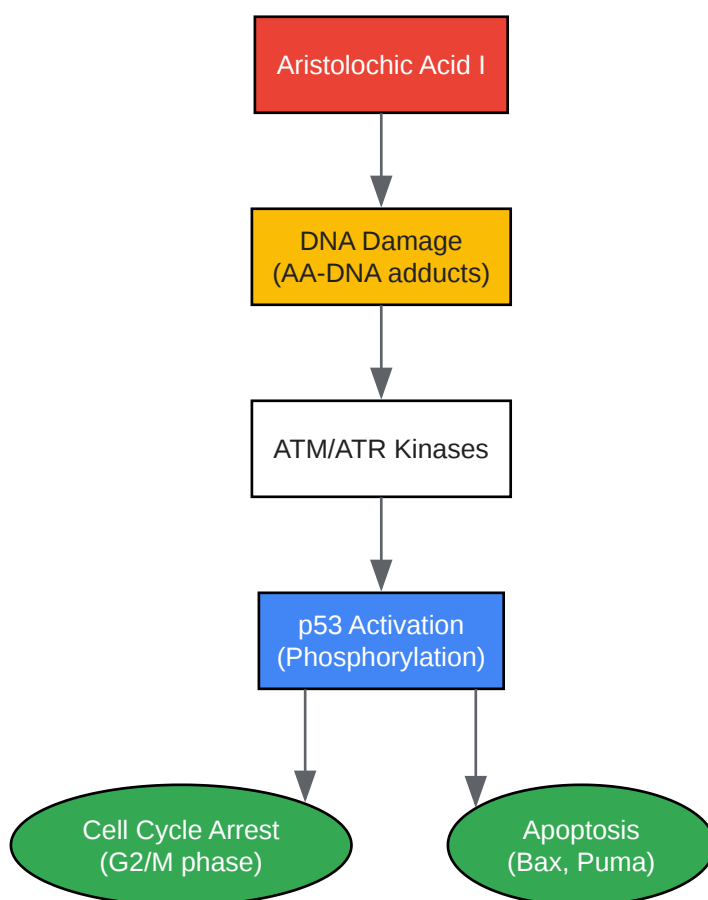 Aristolochic Acid I
DNA Damage
(AA-DNA adducts)
ATM/ATR Kinases
p53 Activation
(Phosphorylation)
Cell Cycle Arrest
(G2/M phase)
Apoptosis
(Bax, Puma)